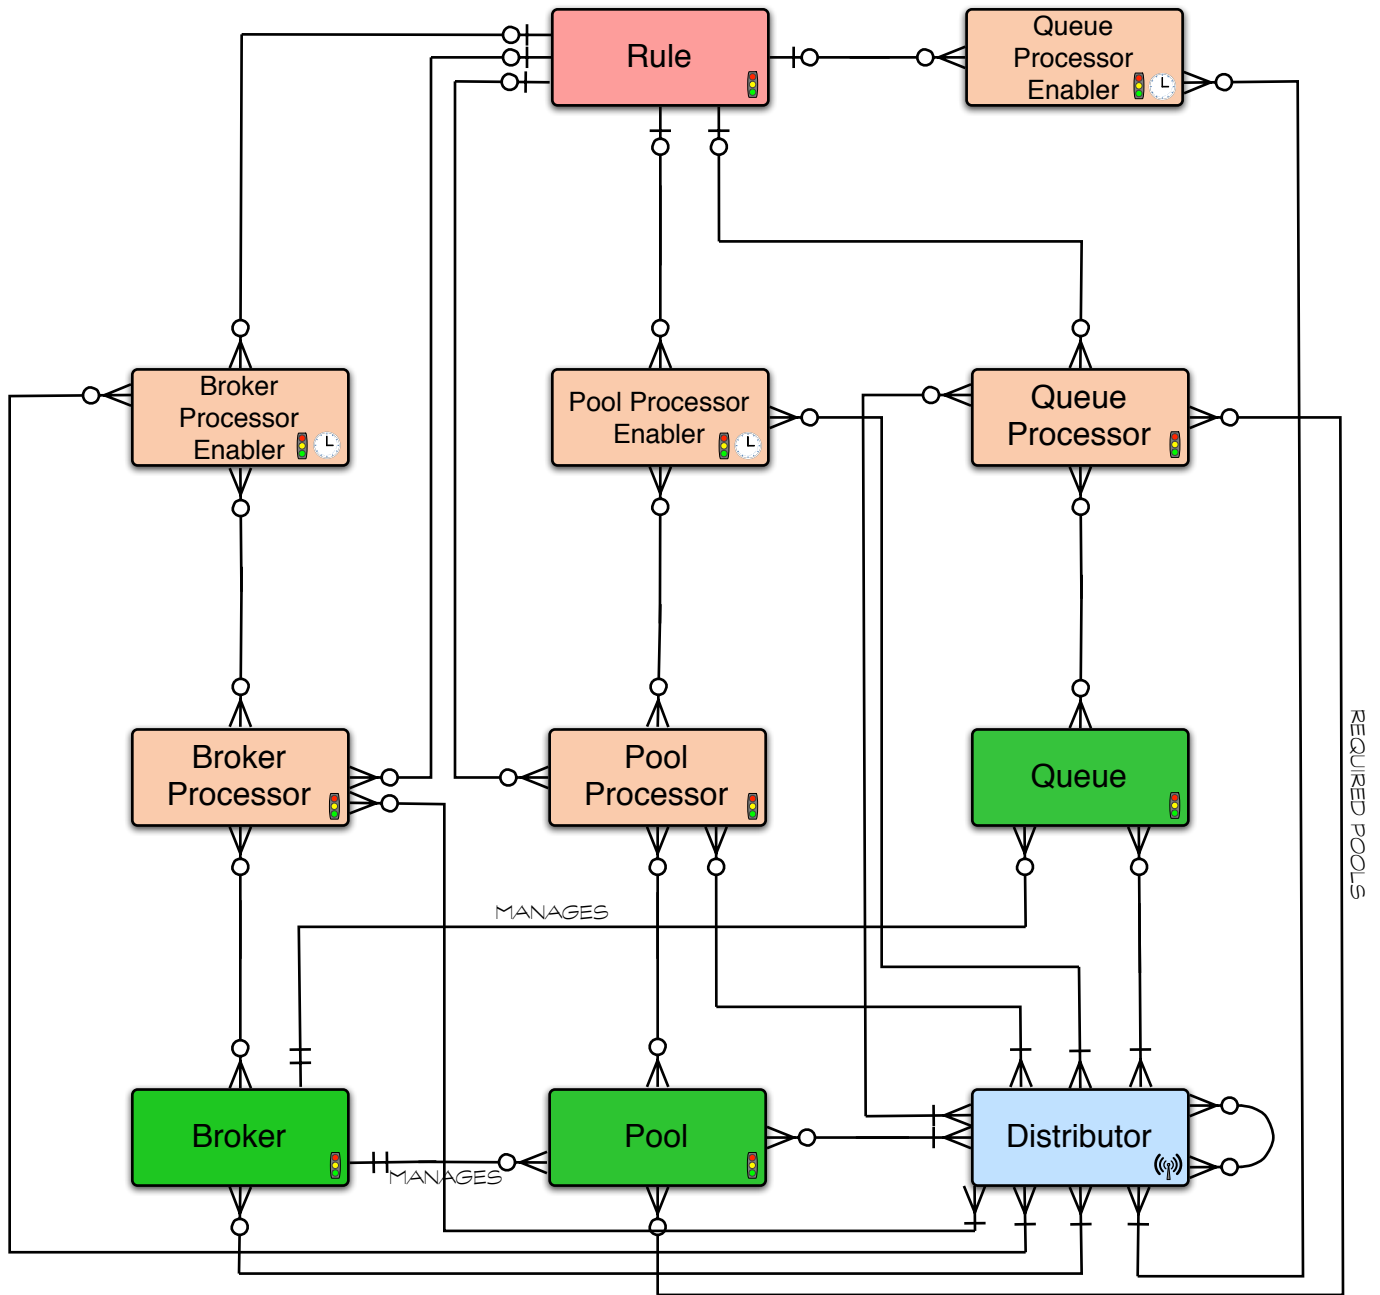 Rule
Queue
Processor
Enabler
Broker
Processor
Enabler
Pool Processor
Enabler
Queue
Processor
Broker
Processor
Pool
Processor
Queue
REQUIRED POOLS
MANAGES
Broker
Pool
Distributor
MANAGES